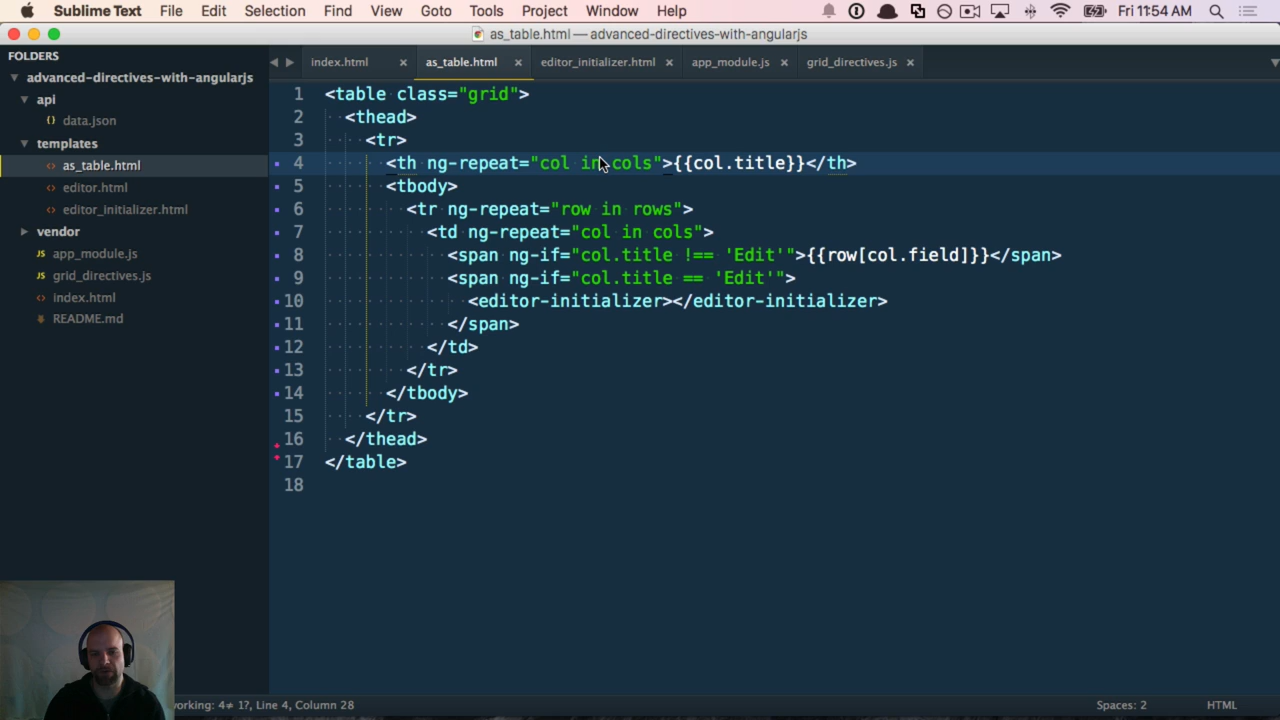 Sublime Text File Edit Selection Find View Goto Tools Project Window Help Fri 11:54 AM
as_table.html — advanced-directives-with-angularjs
FOLDERS
advanced-directives-with-angularjs
api
data.json
templates
as_table.html
editor.html
editor_initializer.html
vendor
app_module.js
grid_directives.js
index.html
README.md
index.html as_table.html editor_initializer.html app_module.js grid_directives.js
1 <table class="grid">
2 <thead>
3 <tr>
4 <th ng-repeat="col in cols">{{col.title}}</th>
5 <tbody>
6 <tr ng-repeat="row in rows">
7 <td ng-repeat="col in cols">
8 <span ng-if="col.title !== 'Edit'">{{row[col.field]}}</span>
9 <span ng-if="col.title == 'Edit'">
10 <editor-initializer></editor-initializer>
11 </span>
12 </td>
13 </tr>
14 </tbody>
15 </tr>
16 </thead>
17 </table>
18
orking: 4≠ 1?, Line 4, Column 28 Spaces: 2 HTML